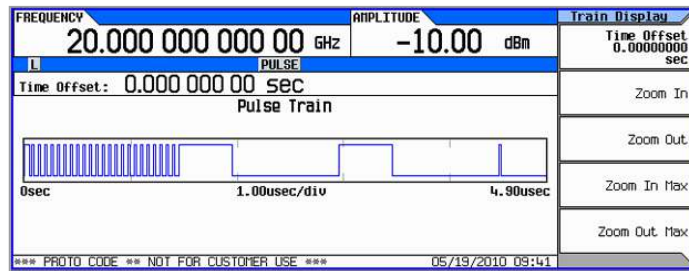 FREQUENCY
AMPLITUDE
20.000 000 000 00 GHz
-10.00 dBm
L
PULSE
Time Offset: 0.000 000 00 sec
Pulse Train
0sec
1.00usec/div
4.90usec
*** PROTO CODE ** NOT FOR CUSTOMER USE ***
05/19/2010 09:41
Train Display
Time Offset
0.00000000
sec
Zoom In
Zoom Out
Zoom In Max
Zoom Out Max